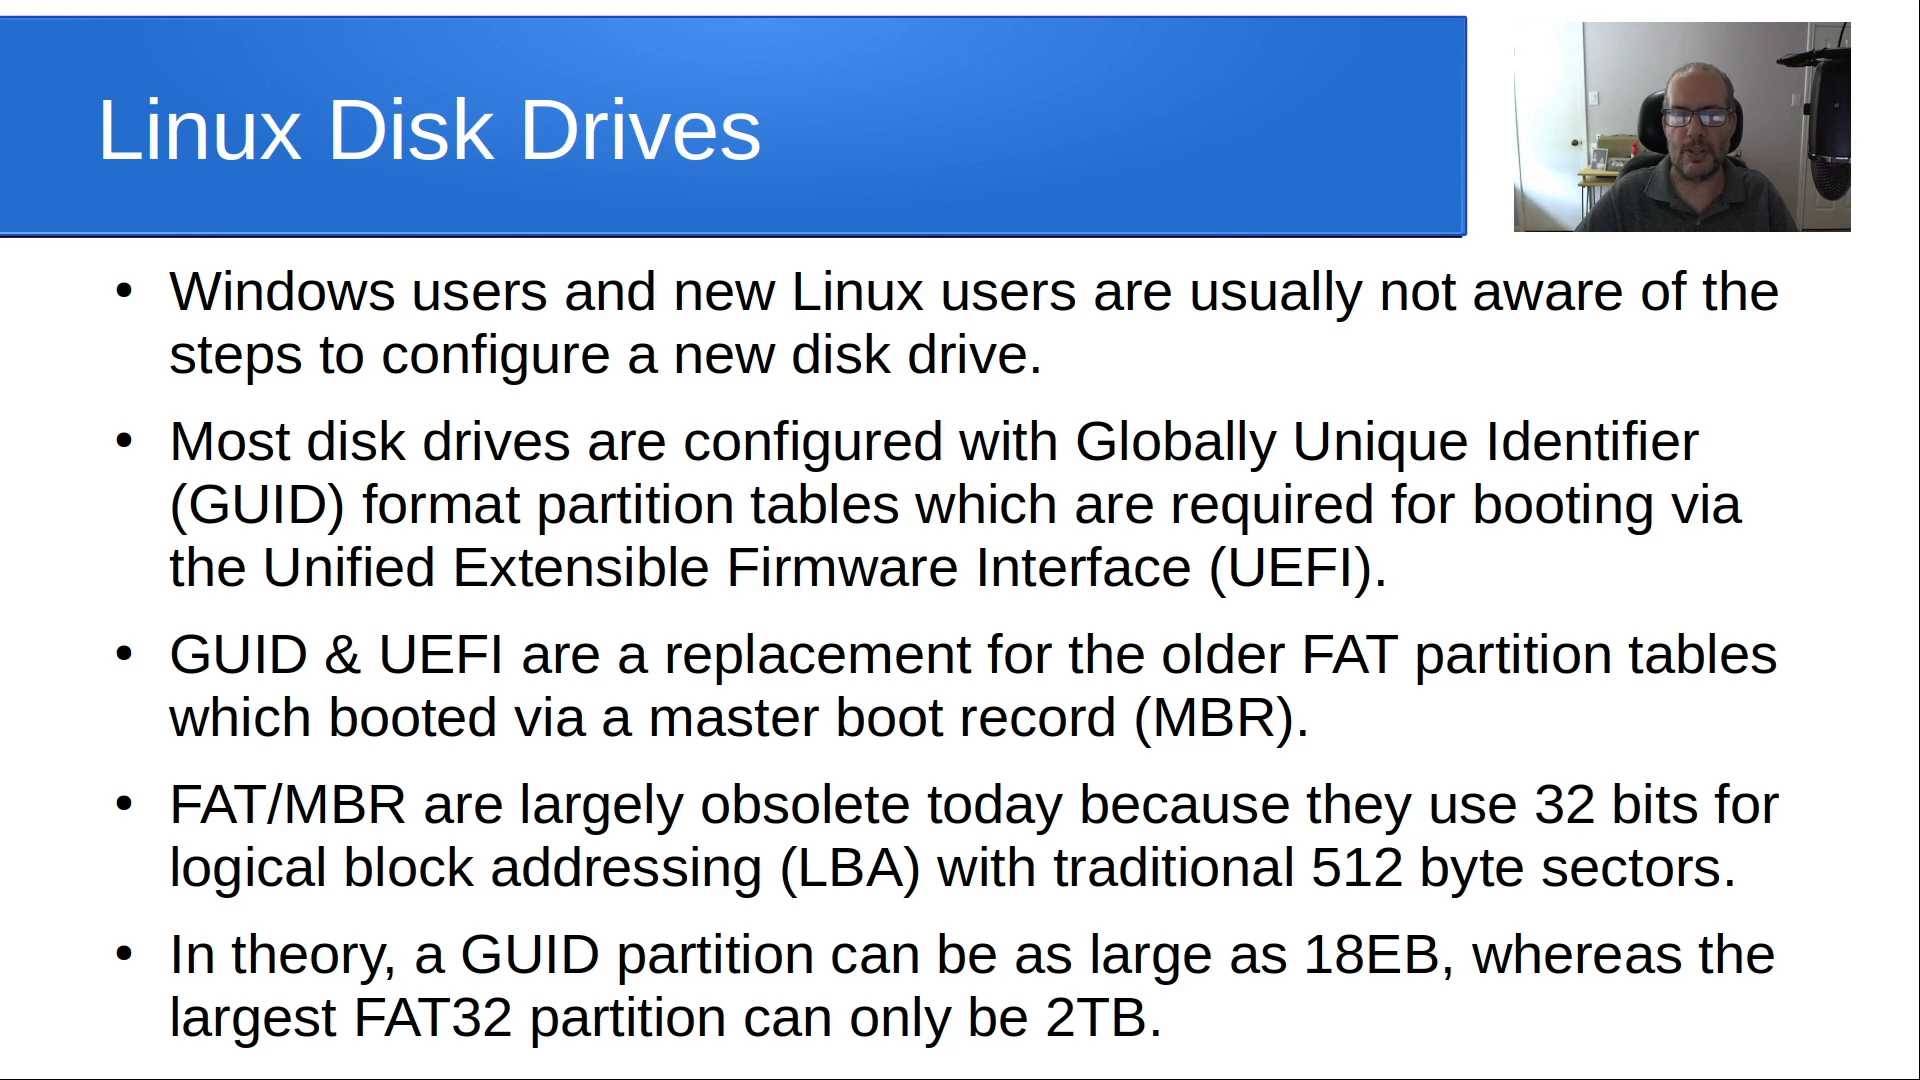 Linux Disk Drives
• Windows users and new Linux users are usually not aware of the
steps to configure a new disk drive.
• Most disk drives are configured with Globally Unique Identifier
(GUID) format partition tables which are required for booting via
the Unified Extensible Firmware Interface (UEFI).
• GUID & UEFI are a replacement for the older FAT partition tables
which booted via a master boot record (MBR).
• FAT/MBR are largely obsolete today because they use 32 bits for
logical block addressing (LBA) with traditional 512 byte sectors.
• In theory, a GUID partition can be as large as 18EB, whereas the
largest FAT32 partition can only be 2TB.